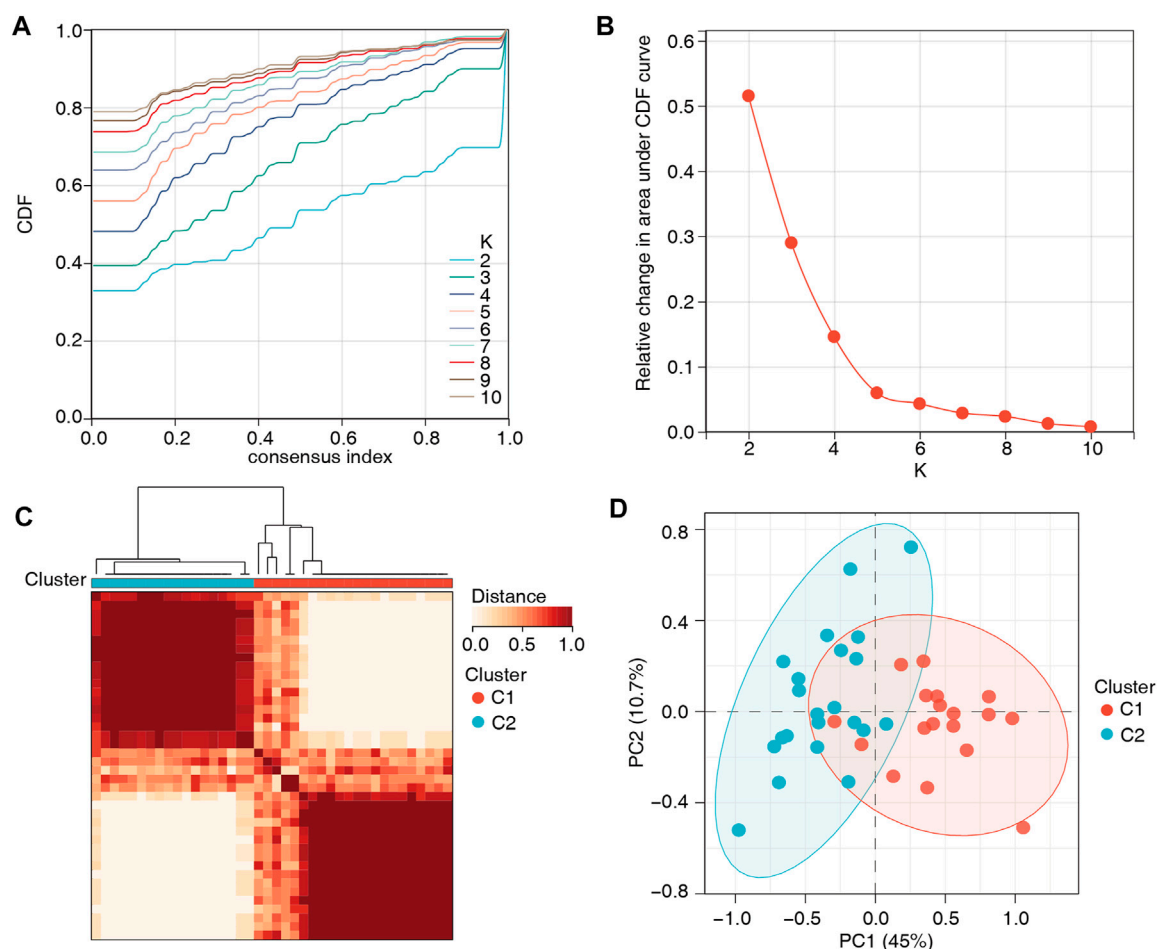 A
CDF
1.0
0.8
0.6
0.4
0.2
0.0
0.0 0.2 0.4 0.6 0.8 1.0
consensus index
K
2
3
4
5
6
7
8
9
10
B
Relative change in area under CDF curve
0.6
0.5
0.4
0.3
0.2
0.1
0.0
2 4 6 8 10
K
C
Cluster
Distance
0.0 0.5 1.0
Cluster
C1
C2
D
PC2 (10.7%)
0.8
0.4
0.0
−0.4
−0.8
−1.0 −0.5 0.0 0.5 1.0
PC1 (45%)
Cluster
C1
C2